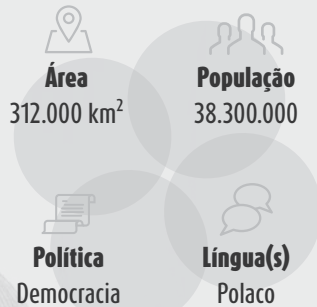 Área
312.000 km²
População
38.300.000
Política
Democracia
Língua(s)
Polaco